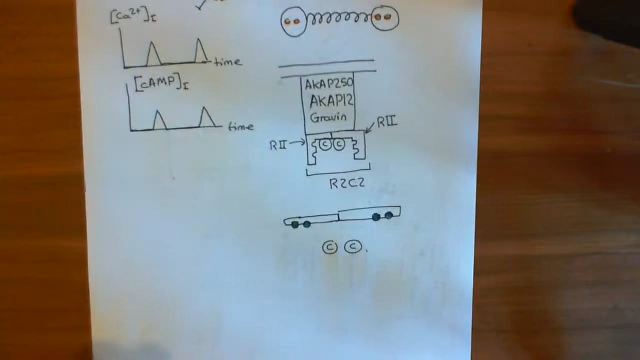 [Ca²⁺]I
time
[cAMP]I
time
AKAP250
AKAP12
Gravin
RII
RII
C C
R2C2
C C